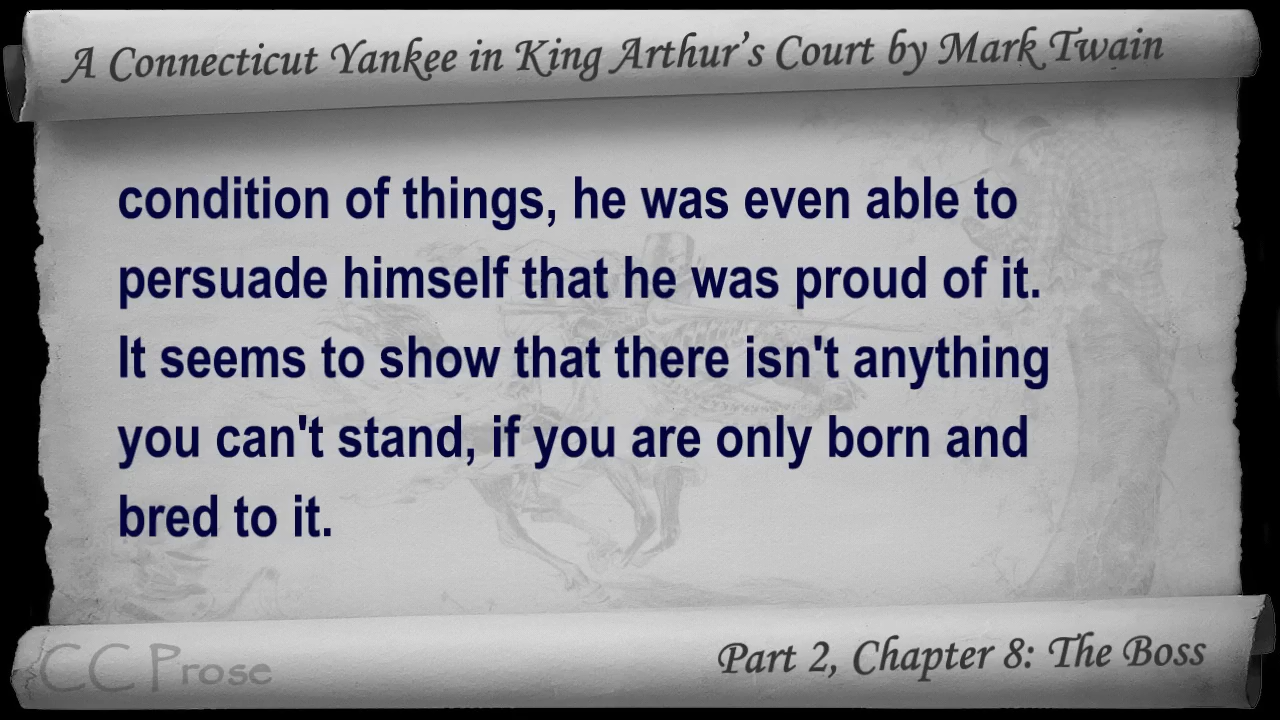 A Connecticut Yankee in King Arthur's Court by Mark Twain
condition of things, he was even able to
persuade himself that he was proud of it.
It seems to show that there isn't anything
you can't stand, if you are only born and
bred to it.
CC Prose
Part 2, Chapter 8: The Boss